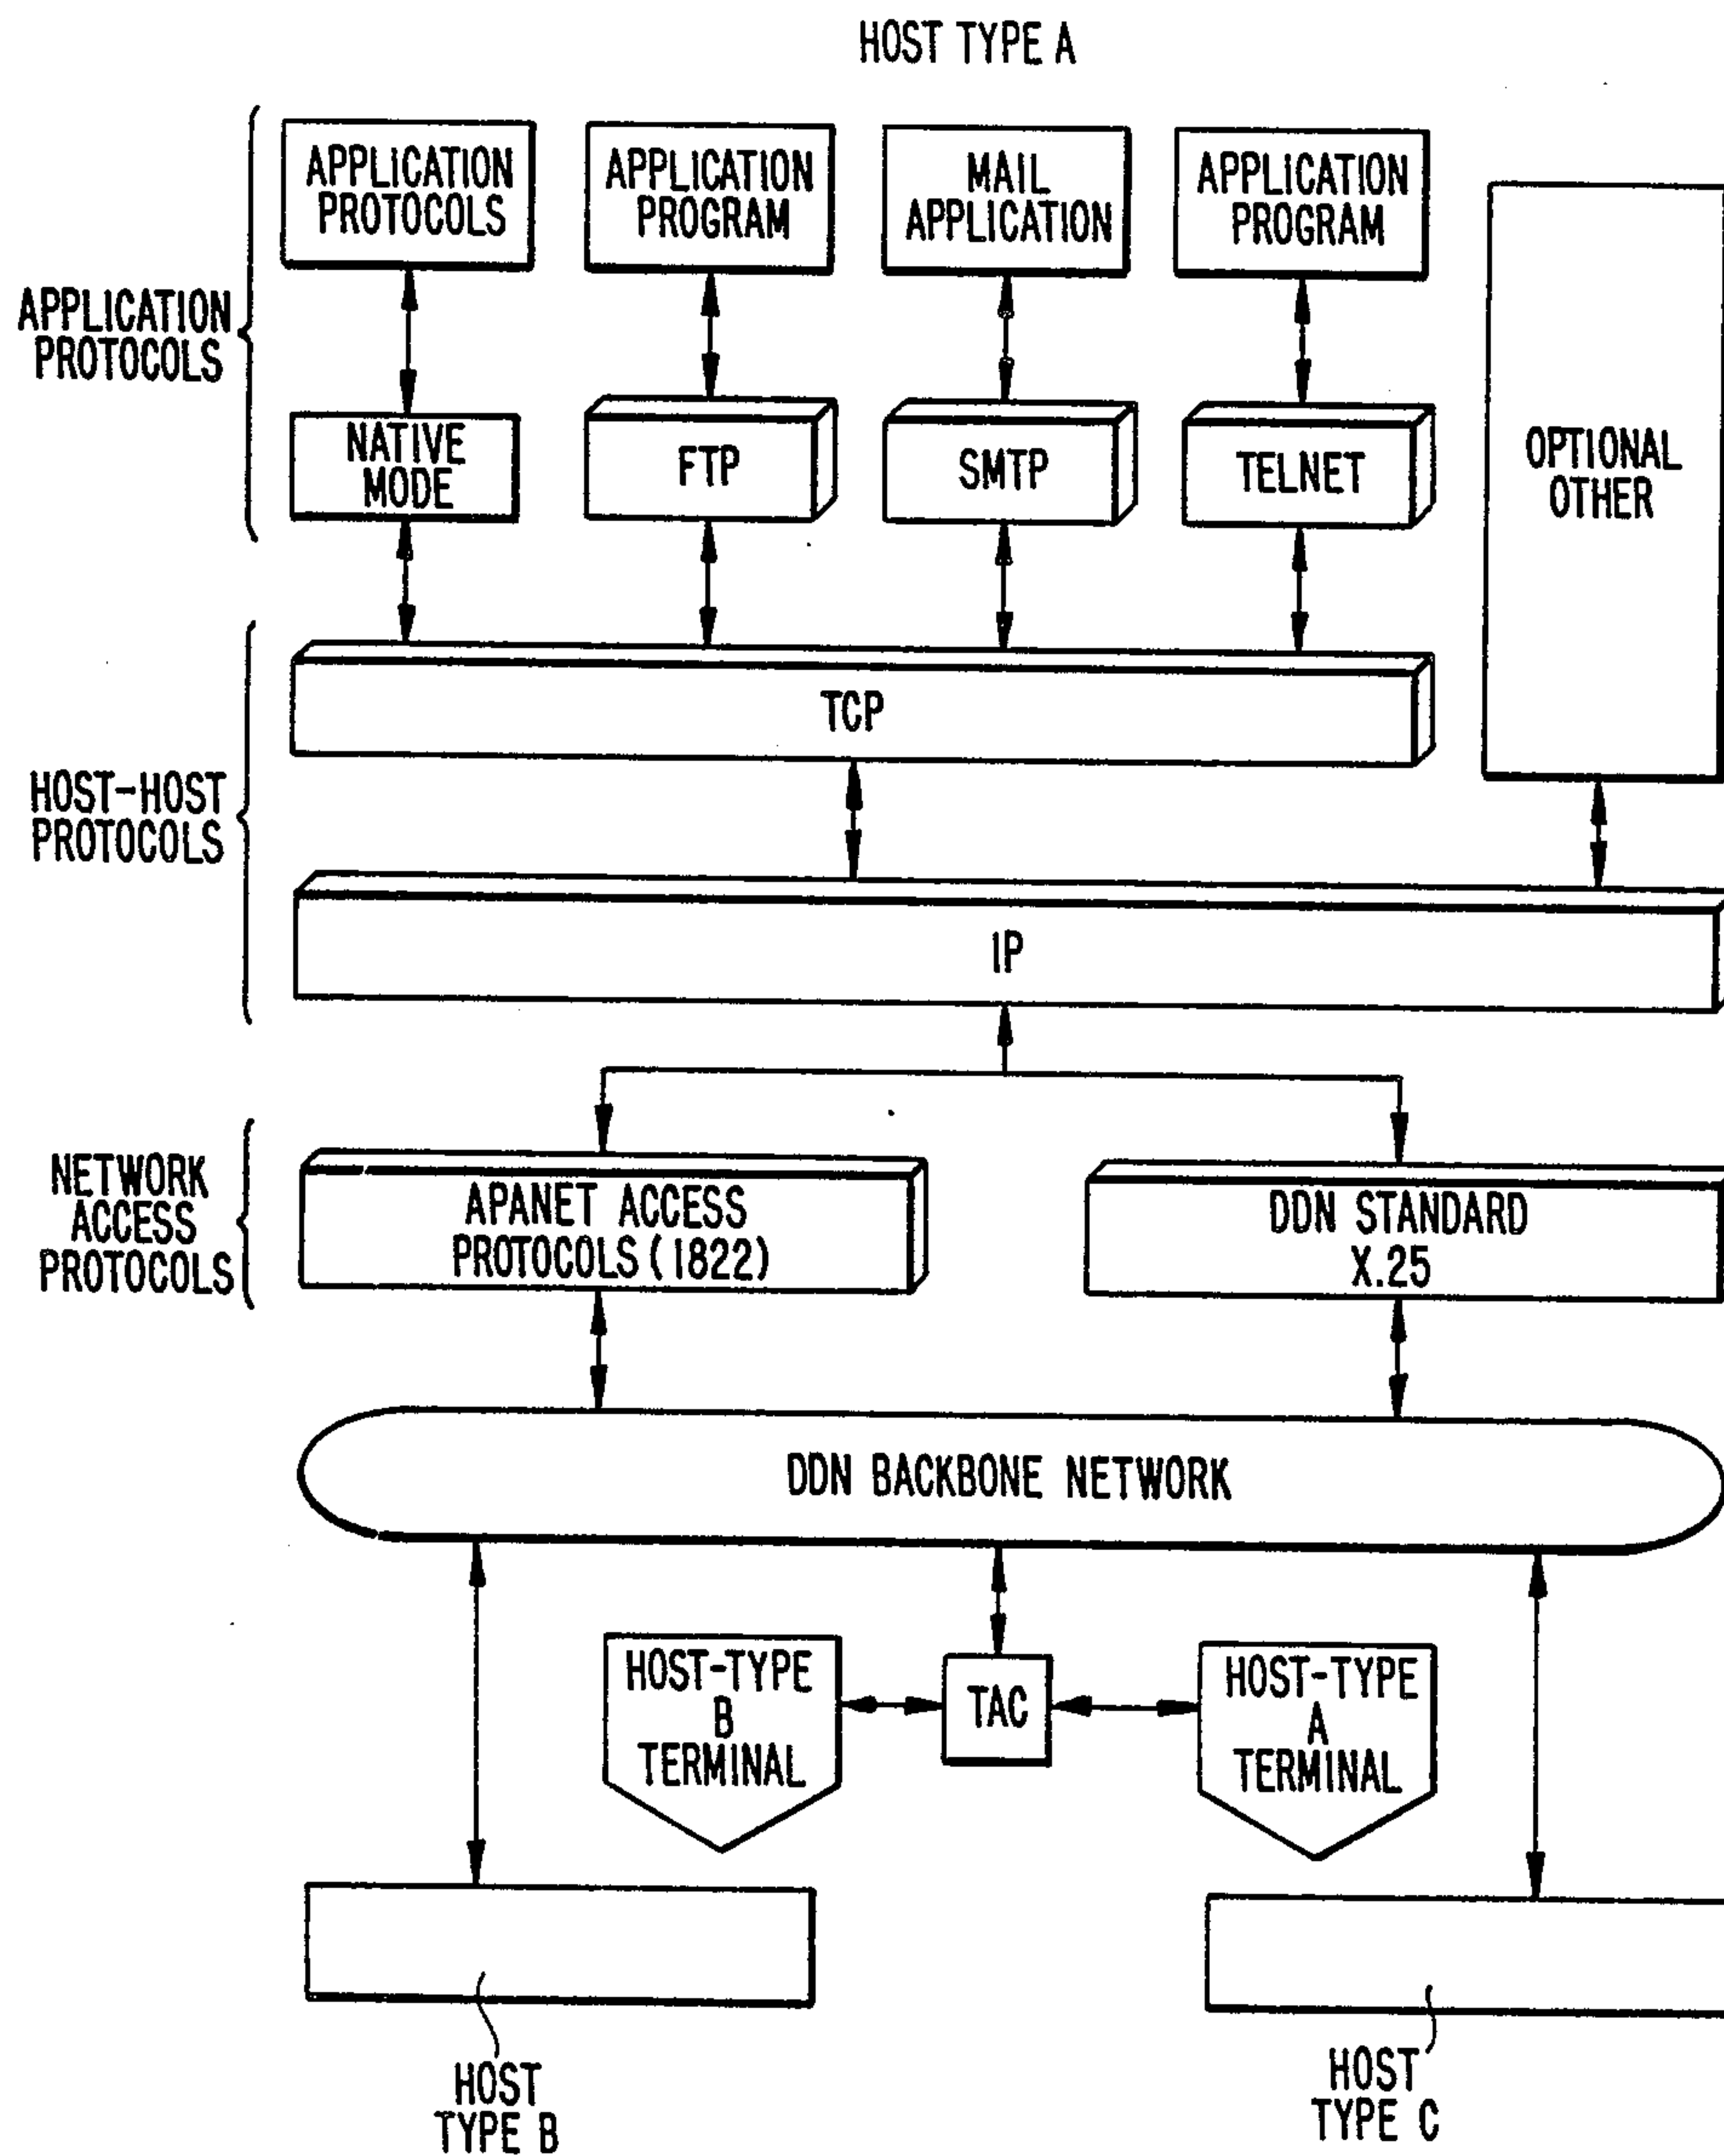 HOST TYPE A
APPLICATION
PROTOCOLS
APPLICATION
PROGRAM
MAIL
APPLICATION
APPLICATION
PROGRAM
APPLICATION
PROTOCOLS
NATIVE
MODE
FTP
SMTP
TELNET
OPTIONAL
OTHER
TCP
HOST-HOST
PROTOCOLS
IP
NETWORK
ACCESS
PROTOCOLS
APANET ACCESS
PROTOCOLS (1822)
DDN STANDARD
X.25
DDN BACKBONE NETWORK
HOST-TYPE
B
TERMINAL
TAC
HOST-TYPE
A
TERMINAL
HOST
TYPE B
HOST
TYPE C